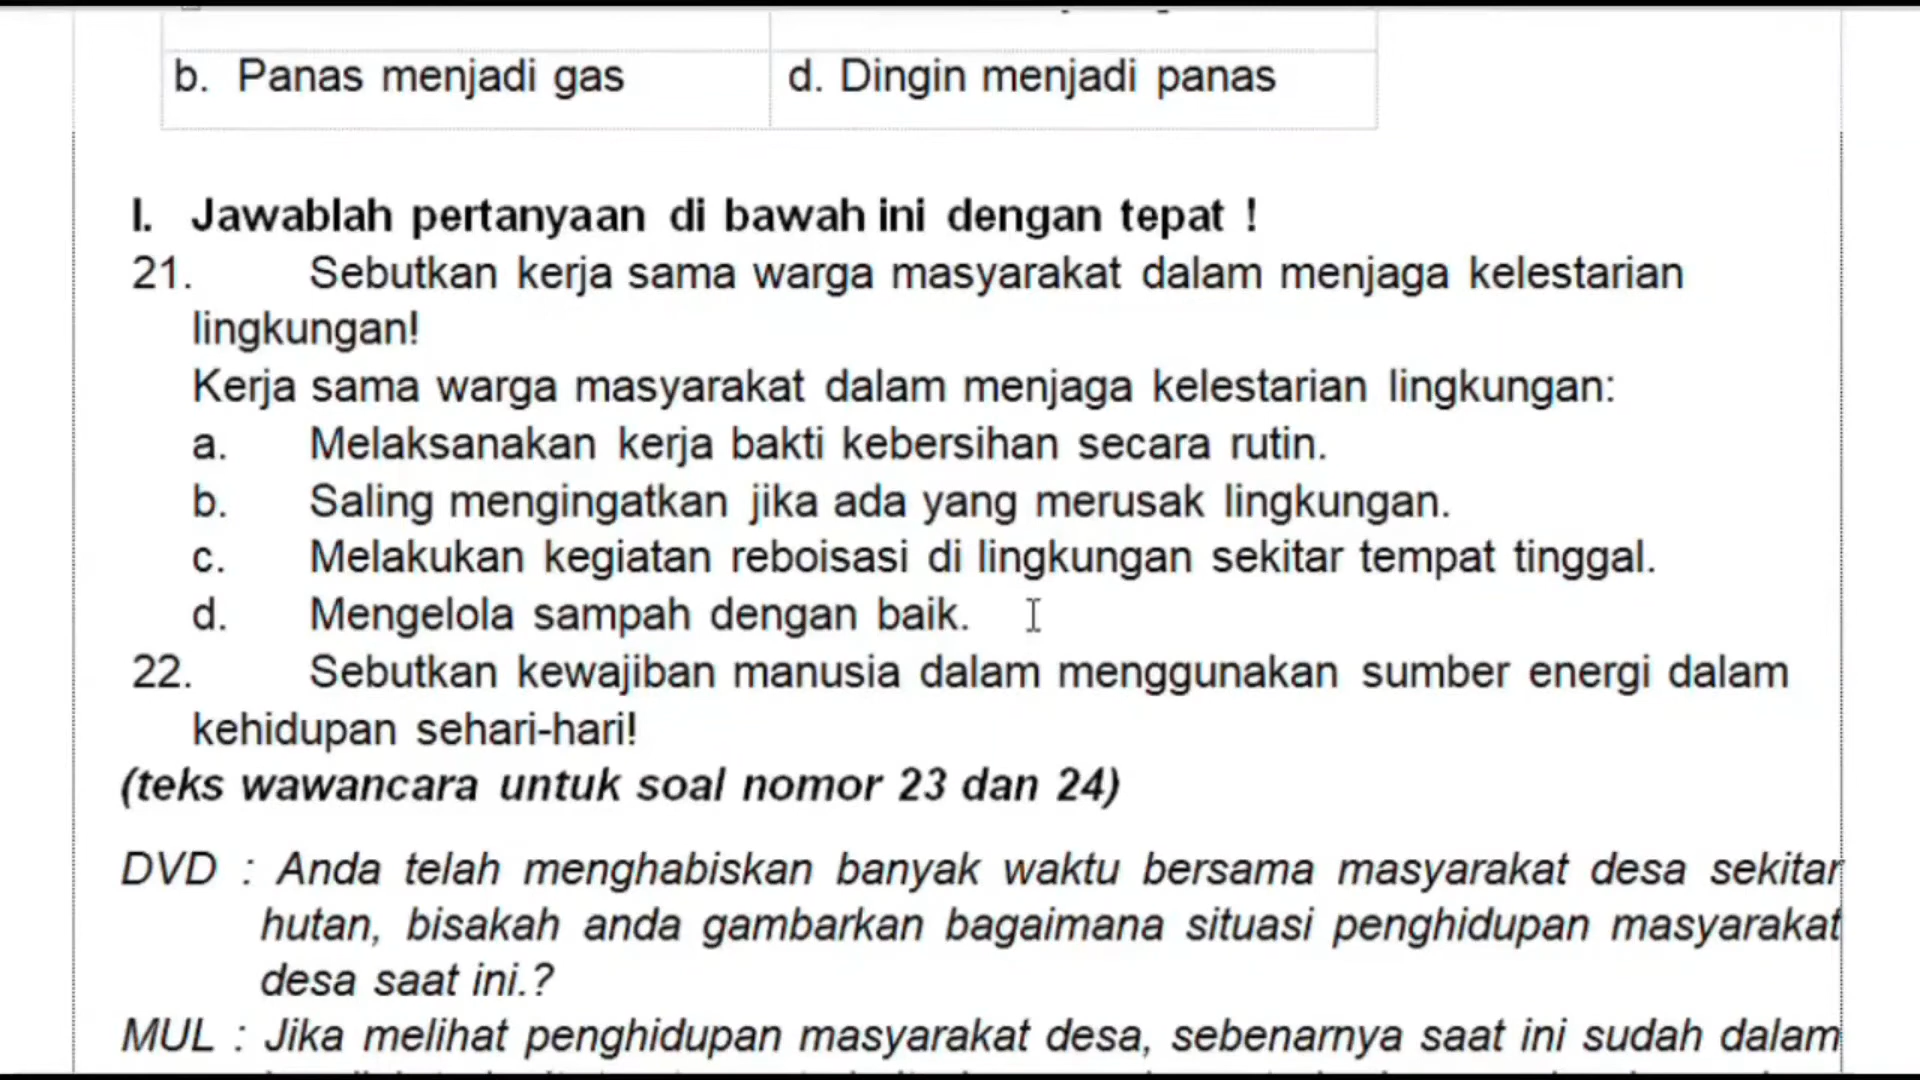 b. Panas menjadi gas
d. Dingin menjadi panas
I. Jawablah pertanyaan di bawah ini dengan tepat !
21. Sebutkan kerja sama warga masyarakat dalam menjaga kelestarian
lingkungan!
Kerja sama warga masyarakat dalam menjaga kelestarian lingkungan:
a. Melaksanakan kerja bakti kebersihan secara rutin.
b. Saling mengingatkan jika ada yang merusak lingkungan.
c. Melakukan kegiatan reboisasi di lingkungan sekitar tempat tinggal.
d. Mengelola sampah dengan baik.
22. Sebutkan kewajiban manusia dalam menggunakan sumber energi dalam
kehidupan sehari-hari!
(teks wawancara untuk soal nomor 23 dan 24)
DVD : Anda telah menghabiskan banyak waktu bersama masyarakat desa sekitar
hutan, bisakah anda gambarkan bagaimana situasi penghidupan masyarakat
desa saat ini.?
MUL : Jika melihat penghidupan masyarakat desa, sebenarnya saat ini sudah dalam